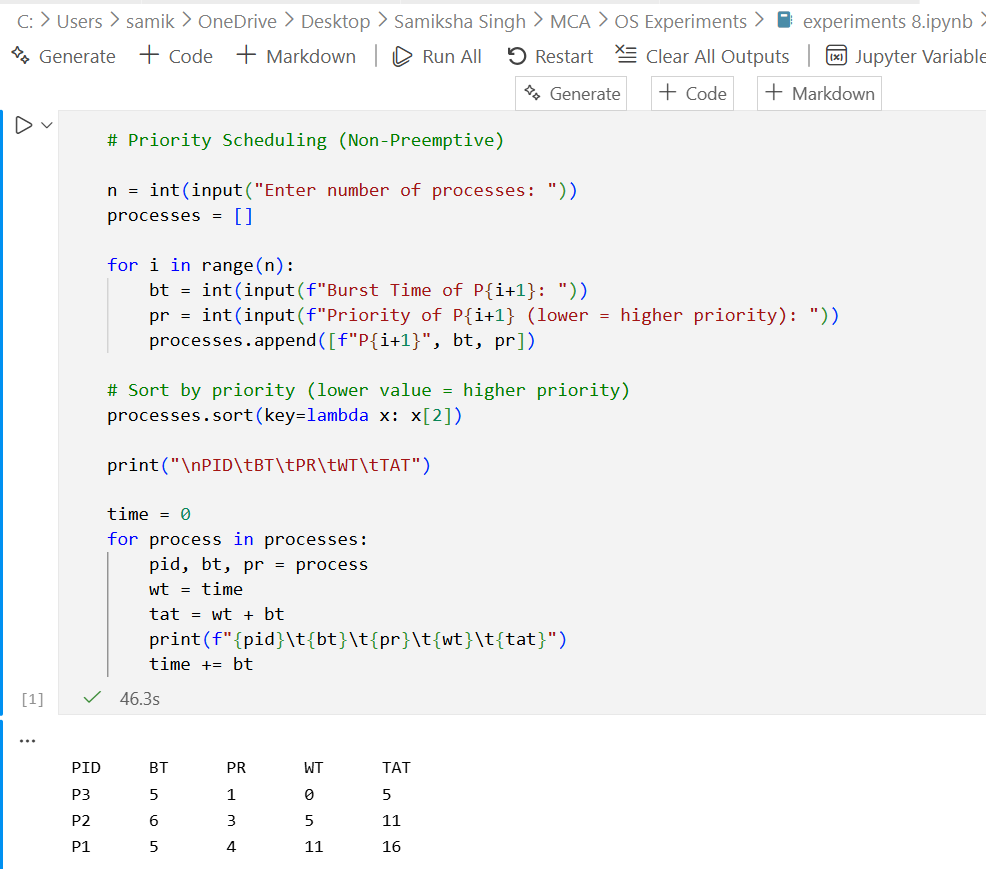 C: > Users > samik > OneDrive > Desktop > Samiksha Singh > MCA > OS Experiments > experiments 8.ipynb >
Generate + Code + Markdown | Run All Restart Clear All Outputs | Jupyter Variable
Generate + Code + Markdown
# Priority Scheduling (Non-Preemptive)
n = int(input("Enter number of processes: "))
processes = []
for i in range(n):
    bt = int(input(f"Burst Time of P{i+1}: "))
    pr = int(input(f"Priority of P{i+1} (lower = higher priority): "))
    processes.append([f"P{i+1}", bt, pr])
# Sort by priority (lower value = higher priority)
processes.sort(key=lambda x: x[2])
print("\nPID\tBT\tPR\tWT\tTAT")
time = 0
for process in processes:
    pid, bt, pr = process
    wt = time
    tat = wt + bt
    print(f"{pid}\t{bt}\t{pr}\t{wt}\t{tat}")
    time += bt
[1] ✓ 46.3s
...
PID BT PR WT TAT
P3 5 1 0 5
P2 6 3 5 11
P1 5 4 11 16